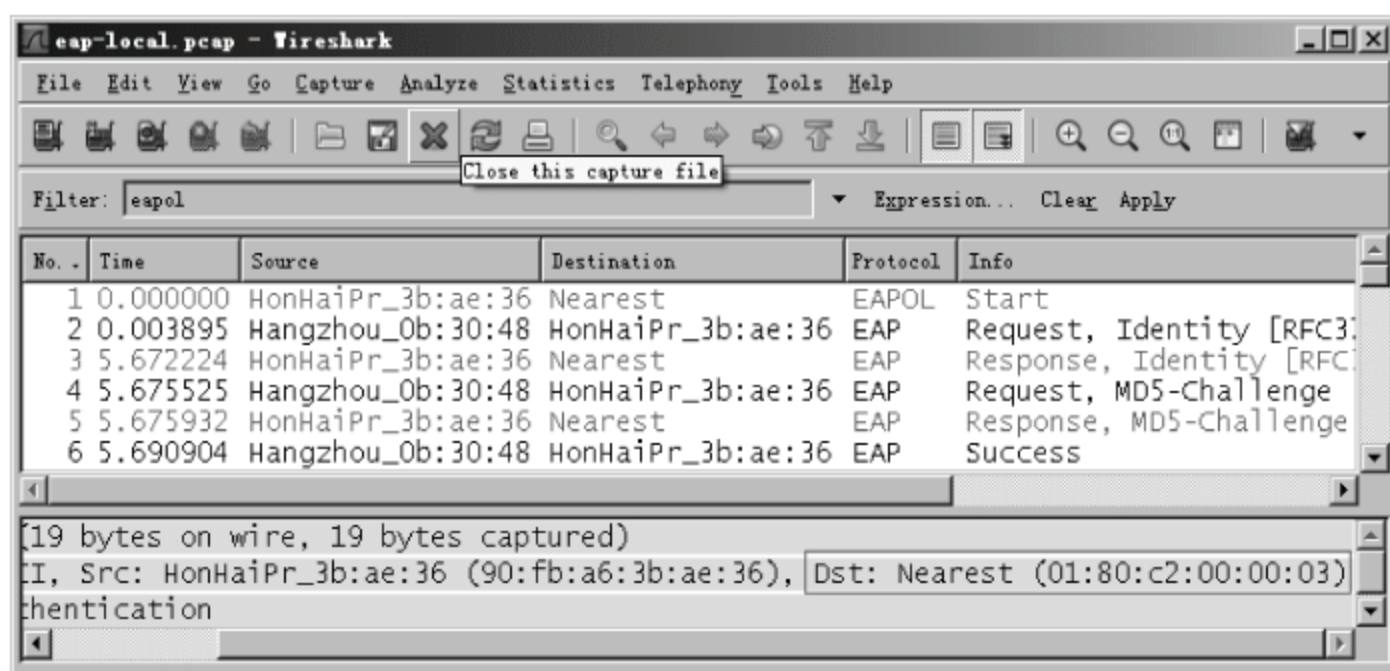 eap-local.pcap - Wireshark
File Edit View Go Capture Analyze Statistics Telephony Tools Help
Close this capture file
Filter: eapol Expression... Clear Apply
No. . Time Source Destination Protocol Info
1 0.000000 HonHaiPr_3b:ae:36 Nearest EAPOL Start
2 0.003895 Hangzhou_0b:30:48 HonHaiPr_3b:ae:36 EAP Request, Identity [RFC3
3 5.672224 HonHaiPr_3b:ae:36 Nearest EAP Response, Identity [RFC
4 5.675525 Hangzhou_0b:30:48 HonHaiPr_3b:ae:36 EAP Request, MD5-Challenge
5 5.675932 HonHaiPr_3b:ae:36 Nearest EAP Response, MD5-Challenge
6 5.690904 Hangzhou_0b:30:48 HonHaiPr_3b:ae:36 EAP Success
(19 bytes on wire, 19 bytes captured)
II, Src: HonHaiPr_3b:ae:36 (90:fb:a6:3b:ae:36), Dst: Nearest (01:80:c2:00:00:03)
thentication